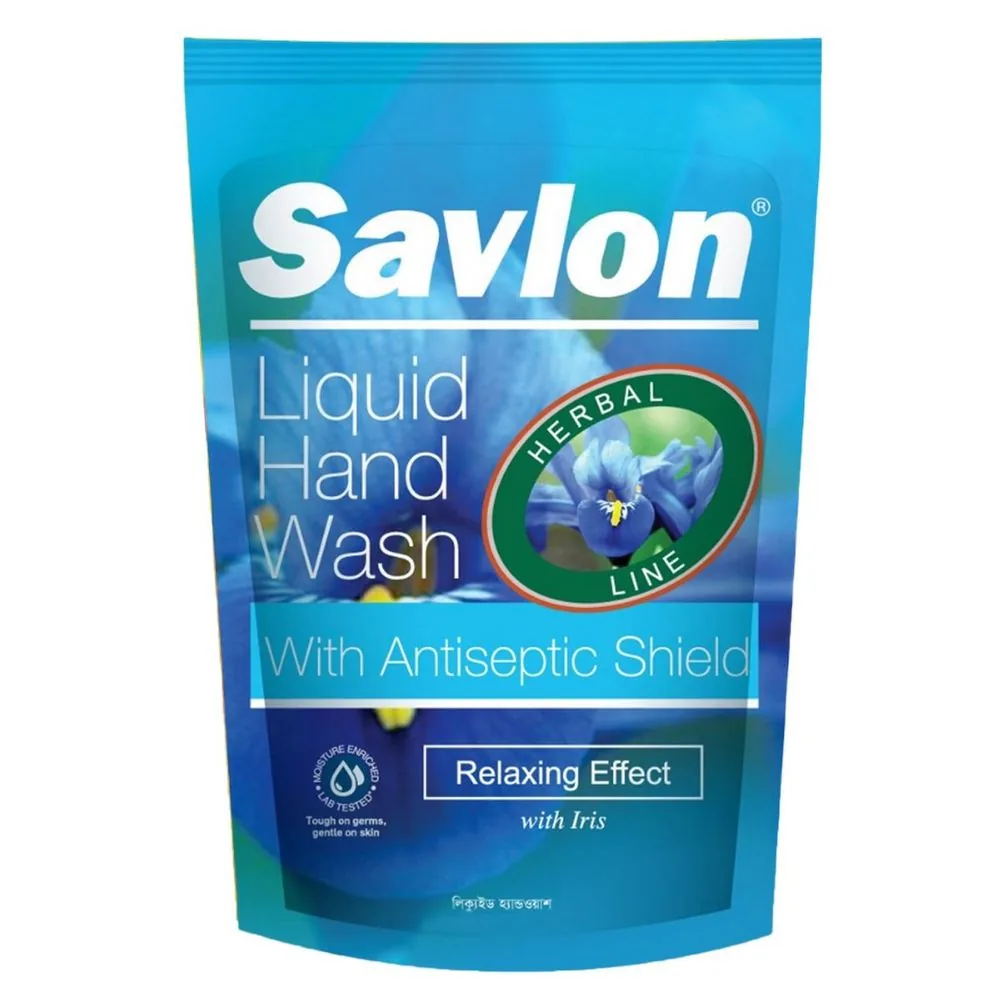 Savlon®
Liquid
Hand
Wash
HERBAL
LINE
With Antiseptic Shield
MOISTURE ENRICHED
LAB TESTED*
Tough on germs,
gentle on skin
Relaxing Effect
with Iris
লিক্যুইড হ্যান্ডওয়াশ